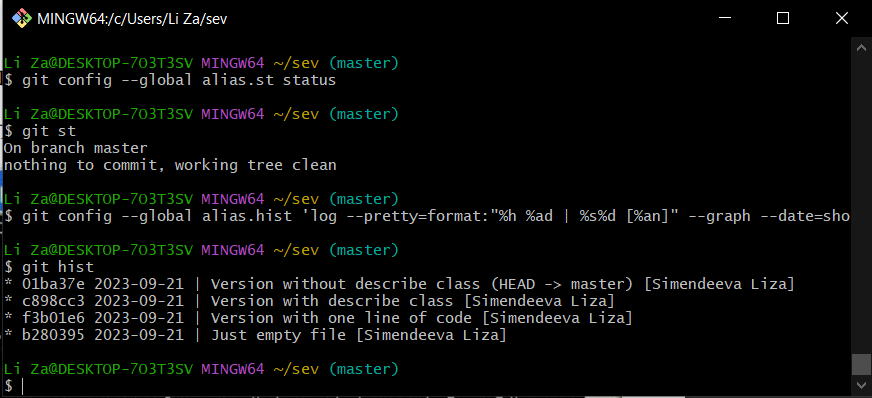 MINGW64:/c/Users/Li Za/sev
Li Za@DESKTOP-7O3T3SV MINGW64 ~/sev (master)
$ git config --global alias.st status
Li Za@DESKTOP-7O3T3SV MINGW64 ~/sev (master)
$ git st
On branch master
nothing to commit, working tree clean
Li Za@DESKTOP-7O3T3SV MINGW64 ~/sev (master)
$ git config --global alias.hist 'log --pretty=format:"%h %ad | %s%d [%an]" --graph --date=sho
Li Za@DESKTOP-7O3T3SV MINGW64 ~/sev (master)
$ git hist
* 01ba37e 2023-09-21 | Version without describe class (HEAD -> master) [Simendeeva Liza]
* c898cc3 2023-09-21 | Version with describe class [Simendeeva Liza]
* f3b01e6 2023-09-21 | Version with one line of code [Simendeeva Liza]
* b280395 2023-09-21 | Just empty file [Simendeeva Liza]
Li Za@DESKTOP-7O3T3SV MINGW64 ~/sev (master)
$